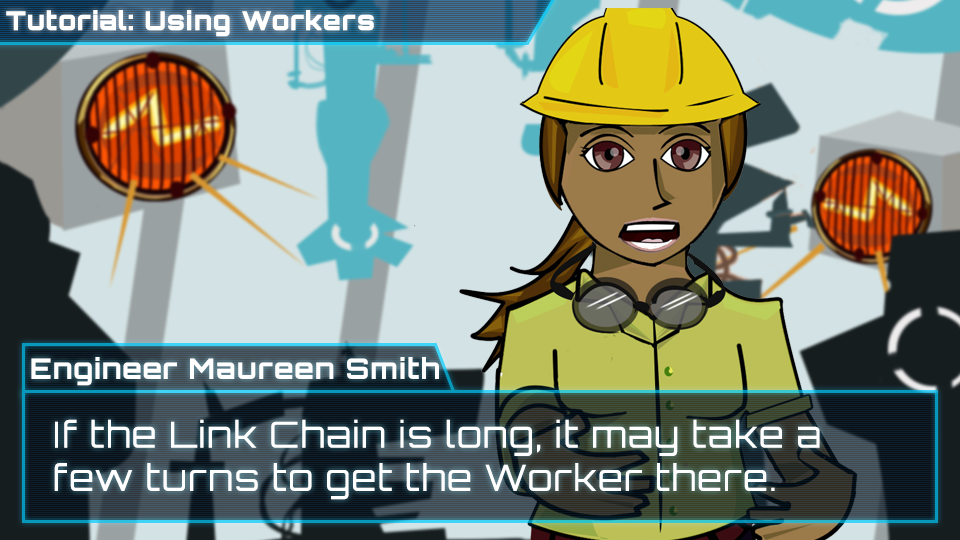 Tutorial: Using Workers
Engineer Maureen Smith
If the Link Chain is long, it may take a
few turns to get the Worker there.